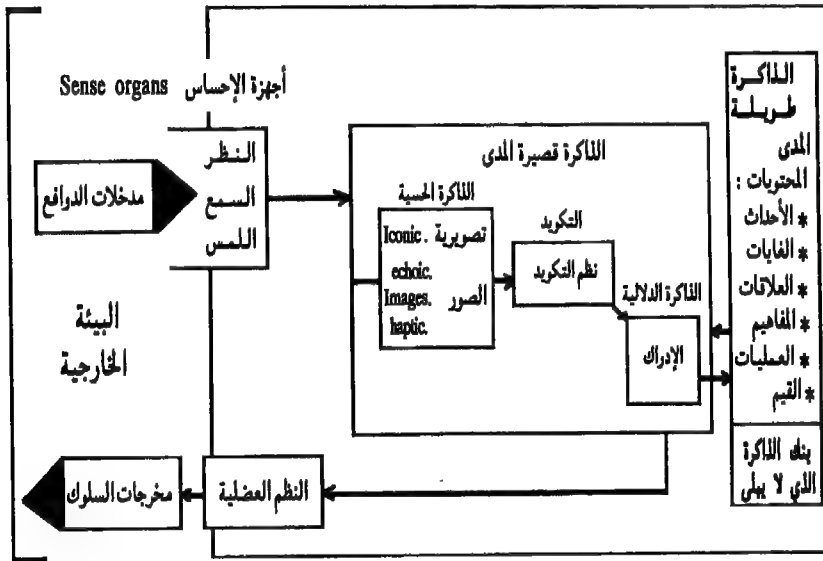 أجهزة الإحساس Sense organs
مدخلات الدوافع
النظر
السمع
اللمس
البيئة
الخارجية
الذاكرة قصيرة المدى
الذاكرة الحسية
تصويرية Iconic.
echoic.
الصور Images.
haptic.
التكويد
نظم التكويد
الذاكرة الدلالية
الإدراك
الذاكرة
طويلة
المدى
المحتويات :
* الأحداث
* الغايات
* العلاقات
* المفاهيم
* العمليات
* القيم
بنك الذاكرة
الذي لا يبلى
النظم العضلية
مخرجات السلوك